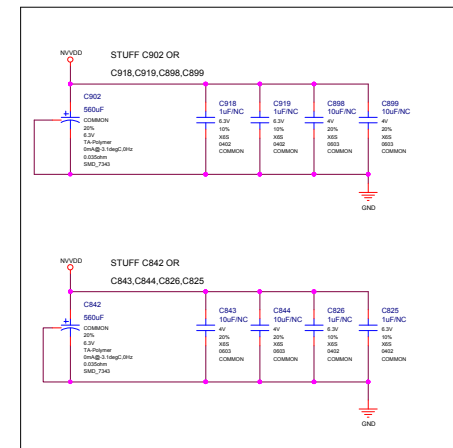 NVVDD
STUFF C902 OR
C918,C919,C898,C899
C902
560uF
COMMON
20%
6.3V
TA-Polymer
0mA@-3.1degC,0Hz
0.035ohm
SMD_7343
C918
1uF/NC
6.3V
10%
X6S
0402
COMMON
C919
1uF/NC
6.3V
10%
X6S
0402
COMMON
C898
10uF/NC
4V
20%
X6S
0603
COMMON
C899
10uF/NC
4V
20%
X6S
0603
COMMON
GND
NVVDD
STUFF C842 OR
C843,C844,C826,C825
C842
560uF
COMMON
20%
6.3V
TA-Polymer
0mA@-3.1degC,0Hz
0.035ohm
SMD_7343
C843
10uF/NC
4V
20%
X6S
0603
COMMON
C844
10uF/NC
4V
20%
X6S
0603
COMMON
C826
1uF/NC
6.3V
10%
X6S
0402
COMMON
C825
1uF/NC
6.3V
10%
X6S
0402
COMMON
GND